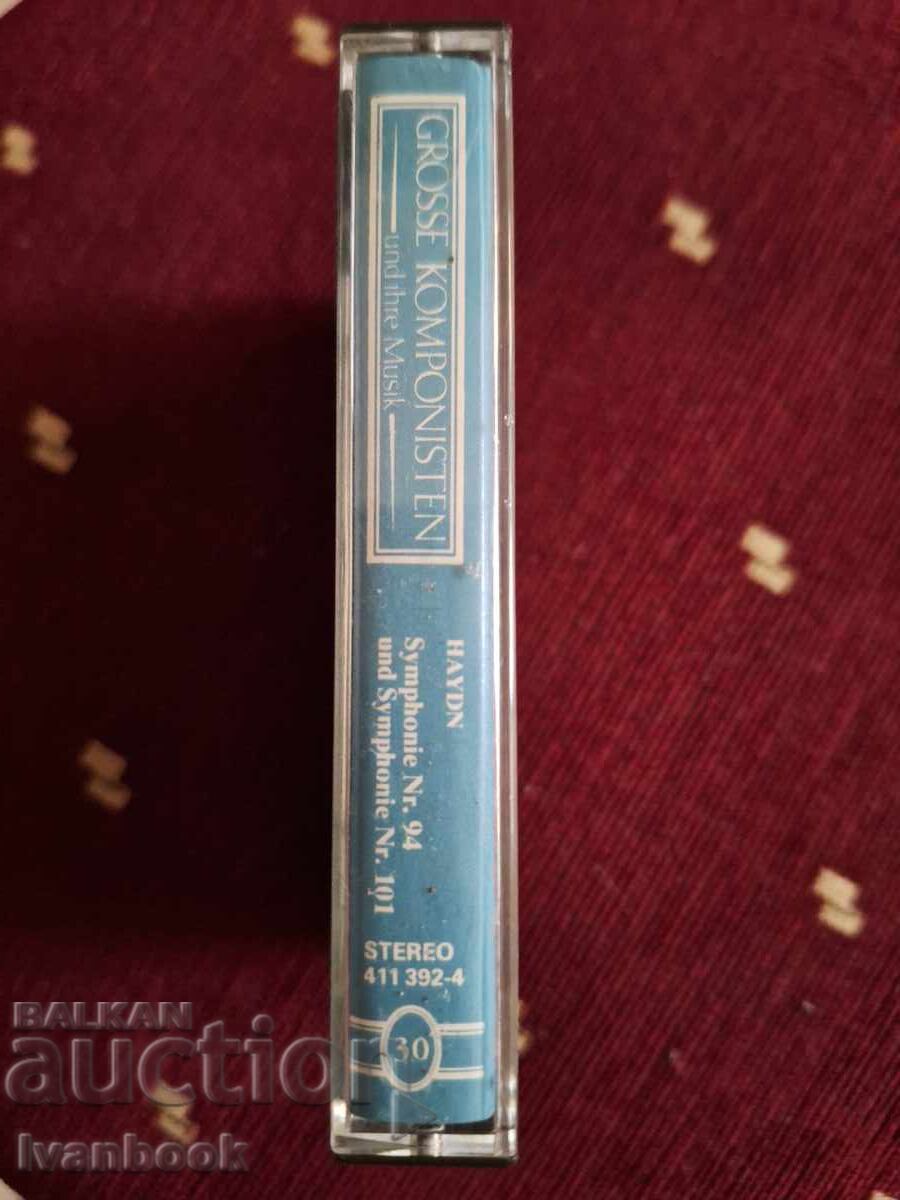 GROSSE KOMPONISTEN
und ihre Musik
HAYDN
Symphonie Nr. 94
und Symphonie Nr. 101
STEREO
411 392-4
30
BALKAN
auction
Ivanbook